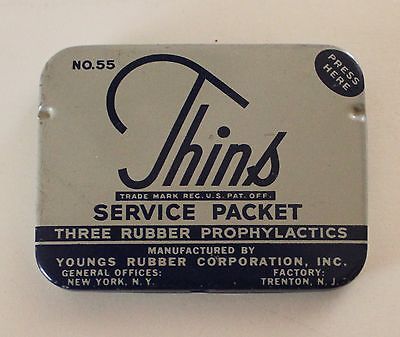 NO.55
PRESS
HERE
Thins
TRADE MARK REG. U.S. PAT. OFF.
SERVICE PACKET
THREE RUBBER PROPHYLACTICS
MANUFACTURED BY
YOUNGS RUBBER CORPORATION, INC.
GENERAL OFFICES: FACTORY:
NEW YORK, N.Y. TRENTON, N.J.